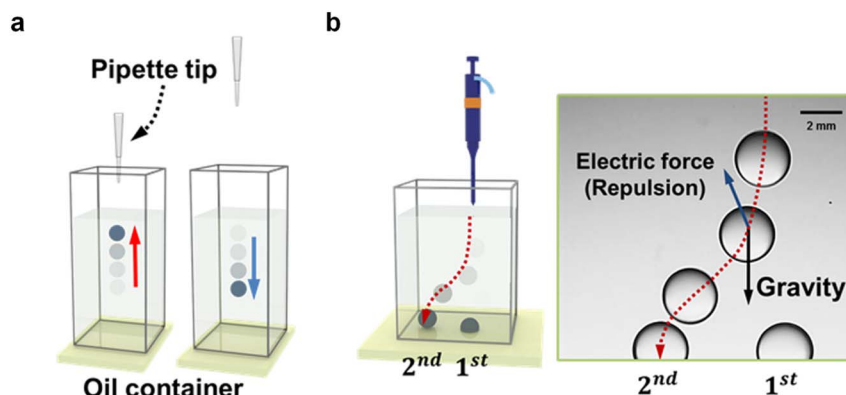 a
b
Pipette tip
Oil container
2nd 1st
2 mm
Electric force
(Repulsion)
Gravity
2nd 1st